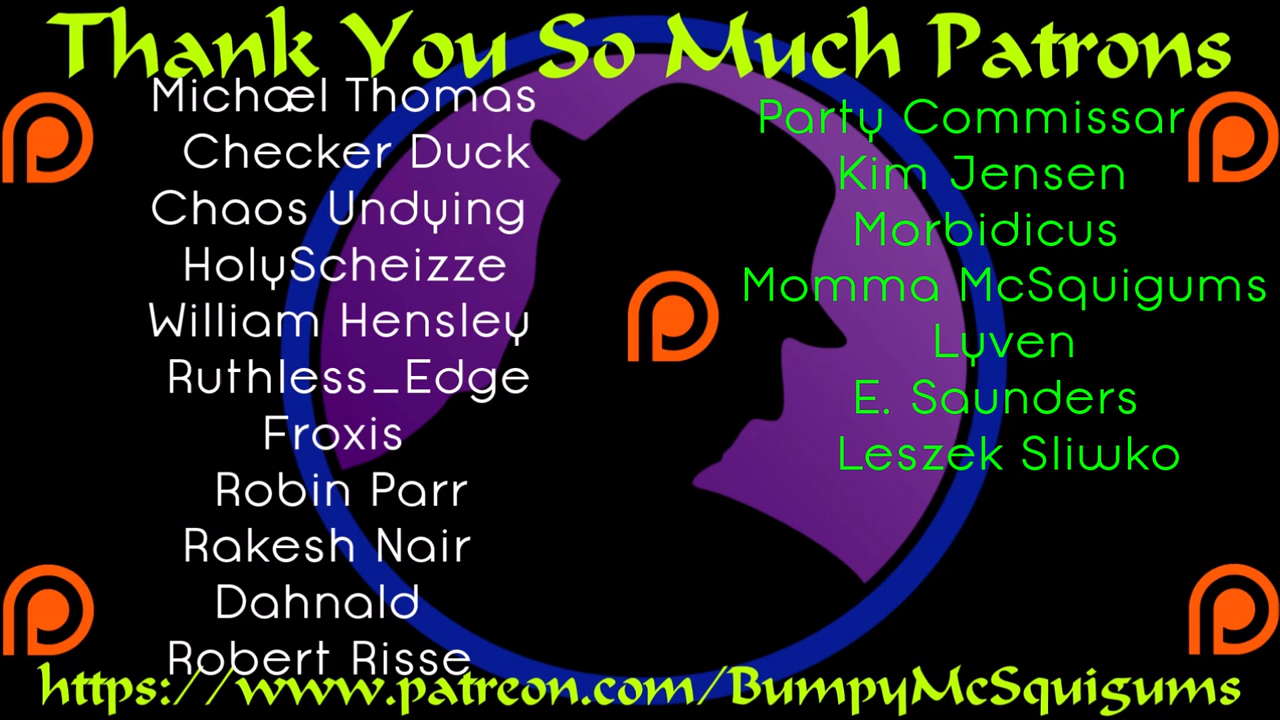 Thank You So Much Patrons
Michæl Thomas
Checker Duck
Chaos Undying
HolyScheizze
William Hensley
Ruthless_Edge
Froxis
Robin Parr
Rakesh Nair
Dahnald
Robert Risse
Party Commissar
Kim Jensen
Morbidicus
Momma McSquigums
Lyven
E. Saunders
Leszek Sliwko
https://www.patreon.com/BumpyMcSquigums